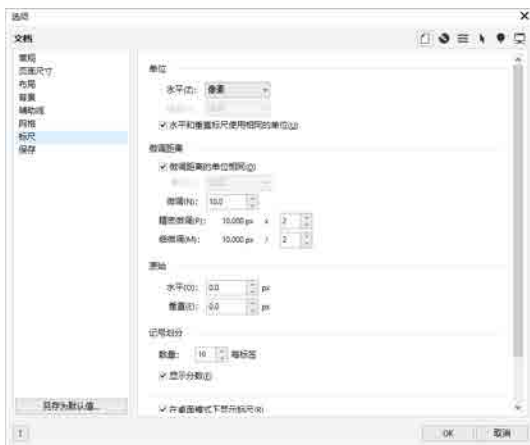 选项
文档
常规
页面尺寸
布局
背景
辅助线
网格
标尺
保存
单位
水平(Z): 像素
水平和垂直标尺使用相同的单位(U)
微调距离
微调距离的单位相同(O)
微调(N): 10.0
精密微调(P): 10.000 px x 2
细微调(M): 10.000 px / 2
原始
水平(O): 0.0 px
垂直(E): 0.0 px
记号划分
数量: 10 每标签
显示分数(F)
在桌面模式下显示标尺(R)
另存为默认值...
OK 取消